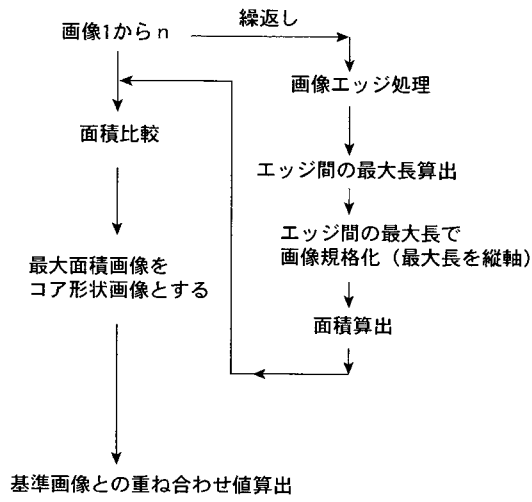 画像1からn
繰返し
画像エッジ処理
面積比較
エッジ間の最大長算出
エッジ間の最大長で
画像規格化（最大長を縦軸）
最大面積画像を
コア形状画像とする
面積算出
基準画像との重ね合わせ値算出